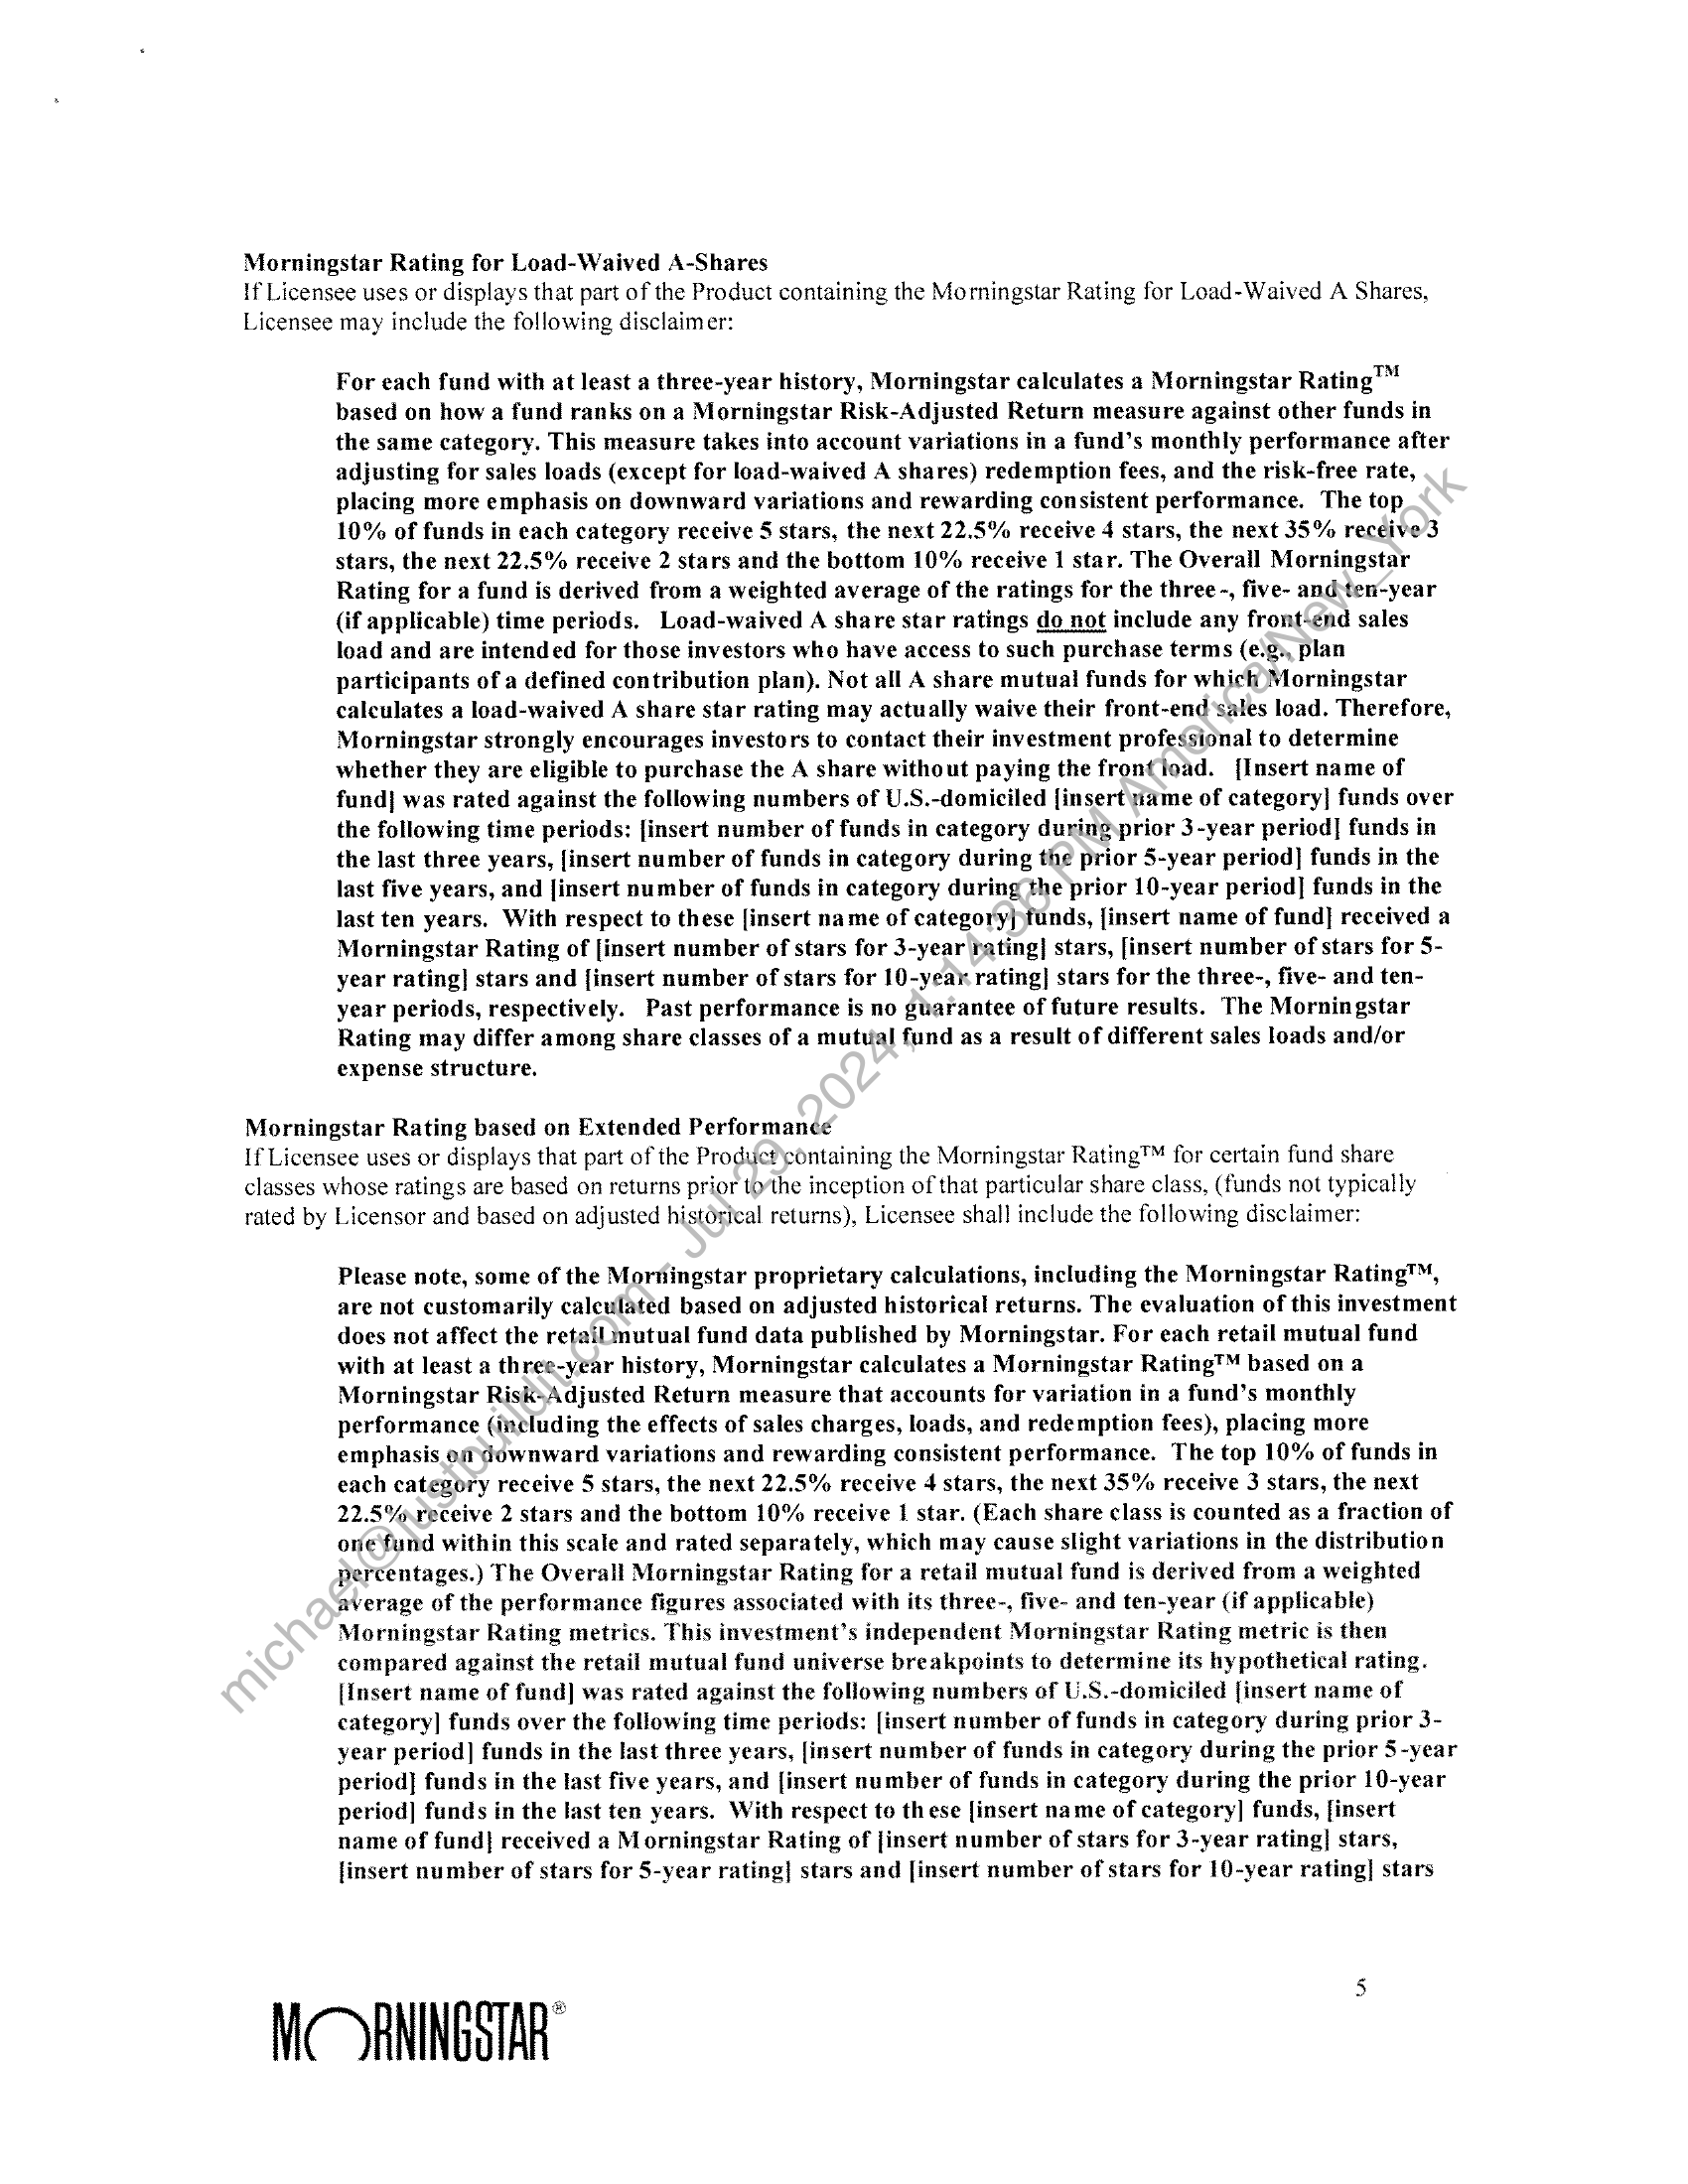 Morningstar Rating for Load-Waived A-Shares
If Licensee uses or displays that part of the Product containing the Morningstar Rating for Load-Waived A Shares,
Licensee may include the following disclaimer:
For each fund with at least a three-year history, Morningstar calculates a Morningstar Rating™
based on how a fund ranks on a Morningstar Risk-Adjusted Return measure against other funds in
the same category. This measure takes into account variations in a fund's monthly performance after
adjusting for sales loads (except for load-waived A shares) redemption fees, and the risk-free rate,
placing more emphasis on downward variations and rewarding consistent performance. The top
10% of funds in each category receive 5 stars, the next 22.5% receive 4 stars, the next 35% receive 3
stars, the next 22.5% receive 2 stars and the bottom 10% receive 1 star. The Overall Morningstar
Rating for a fund is derived from a weighted average of the ratings for the three-, five- and ten-year
(if applicable) time periods. Load-waived A share star ratings do not include any front-end sales
load and are intended for those investors who have access to such purchase terms (e.g., plan
participants of a defined contribution plan). Not all A share mutual funds for which Morningstar
calculates a load-waived A share star rating may actually waive their front-end sales load. Therefore,
Morningstar strongly encourages investors to contact their investment professional to determine
whether they are eligible to purchase the A share without paying the front load. [Insert name of
fund] was rated against the following numbers of U.S.-domiciled [insert name of category] funds over
the following time periods: [insert number of funds in category during prior 3-year period] funds in
the last three years, [insert number of funds in category during the prior 5-year period] funds in the
last five years, and [insert number of funds in category during the prior 10-year period] funds in the
last ten years. With respect to these [insert name of category] funds, [insert name of fund] received a
Morningstar Rating of [insert number of stars for 3-year rating] stars, [insert number of stars for 5-
year rating] stars and [insert number of stars for 10-year rating] stars for the three-, five- and ten-
year periods, respectively. Past performance is no guarantee of future results. The Morningstar
Rating may differ among share classes of a mutual fund as a result of different sales loads and/or
expense structure.
Morningstar Rating based on Extended Performance
If Licensee uses or displays that part of the Product containing the Morningstar Rating™ for certain fund share
classes whose ratings are based on returns prior to the inception of that particular share class, (funds not typically
rated by Licensor and based on adjusted historical returns), Licensee shall include the following disclaimer:
Please note, some of the Morningstar proprietary calculations, including the Morningstar Rating™,
are not customarily calculated based on adjusted historical returns. The evaluation of this investment
does not affect the retail mutual fund data published by Morningstar. For each retail mutual fund
with at least a three-year history, Morningstar calculates a Morningstar Rating™ based on a
Morningstar Risk-Adjusted Return measure that accounts for variation in a fund's monthly
performance (including the effects of sales charges, loads, and redemption fees), placing more
emphasis on downward variations and rewarding consistent performance. The top 10% of funds in
each category receive 5 stars, the next 22.5% receive 4 stars, the next 35% receive 3 stars, the next
22.5% receive 2 stars and the bottom 10% receive 1 star. (Each share class is counted as a fraction of
one fund within this scale and rated separately, which may cause slight variations in the distribution
percentages.) The Overall Morningstar Rating for a retail mutual fund is derived from a weighted
average of the performance figures associated with its three-, five- and ten-year (if applicable)
Morningstar Rating metrics. This investment's independent Morningstar Rating metric is then
compared against the retail mutual fund universe breakpoints to determine its hypothetical rating.
[Insert name of fund] was rated against the following numbers of U.S.-domiciled [insert name of
category] funds over the following time periods: [insert number of funds in category during prior 3-
year period] funds in the last three years, [insert number of funds in category during the prior 5-year
period] funds in the last five years, and [insert number of funds in category during the prior 10-year
period] funds in the last ten years. With respect to these [insert name of category] funds, [insert
name of fund] received a Morningstar Rating of [insert number of stars for 3-year rating] stars,
[insert number of stars for 5-year rating] stars and [insert number of stars for 10-year rating] stars
5
MORNINGSTAR®
michael@justbuildit.com - Jul 29, 2024, 1:14:36 PM America/New_York